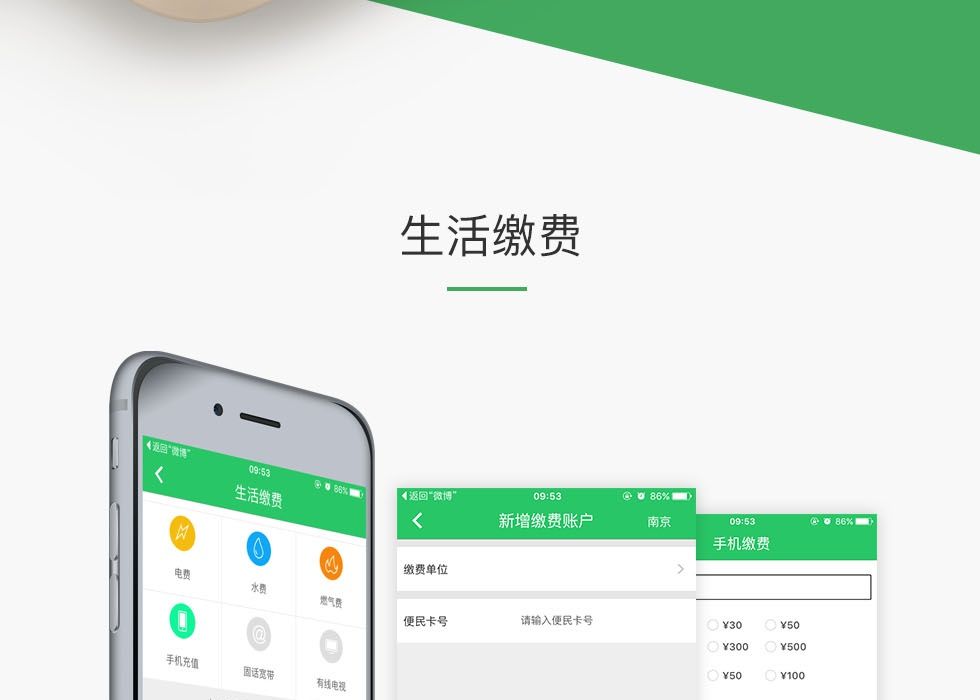 生活缴费
返回“微博”
09:53
86%
生活缴费
电费
水费
燃气费
手机充值
固话宽带
有线电视
返回“微博” 09:53 86%
新增缴费账户 南京
缴费单位
便民卡号 请输入便民卡号
09:53 86%
手机缴费
¥30 ¥50
¥300 ¥500
¥50 ¥100